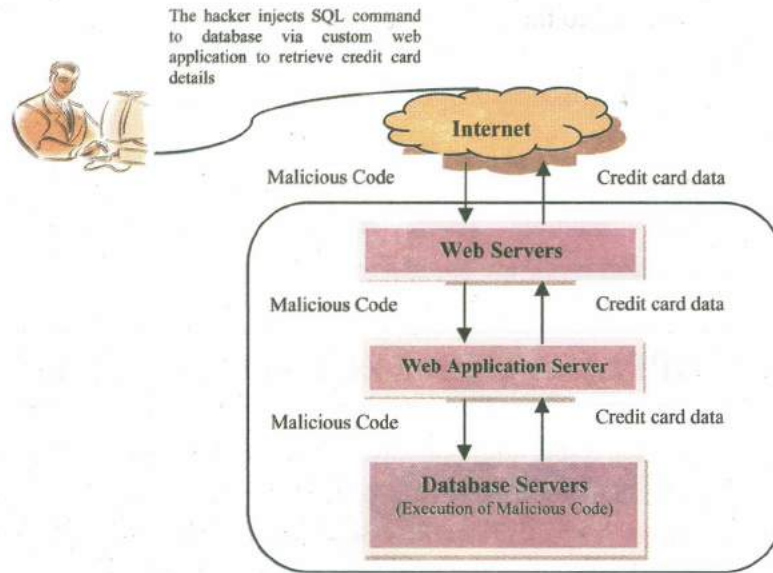 The hacker injects SQL command
to database via custom web
application to retrieve credit card
details
Internet
Malicious Code
Credit card data
Web Servers
Malicious Code
Credit card data
Web Application Server
Malicious Code
Credit card data
Database Servers
(Execution of Malicious Code)